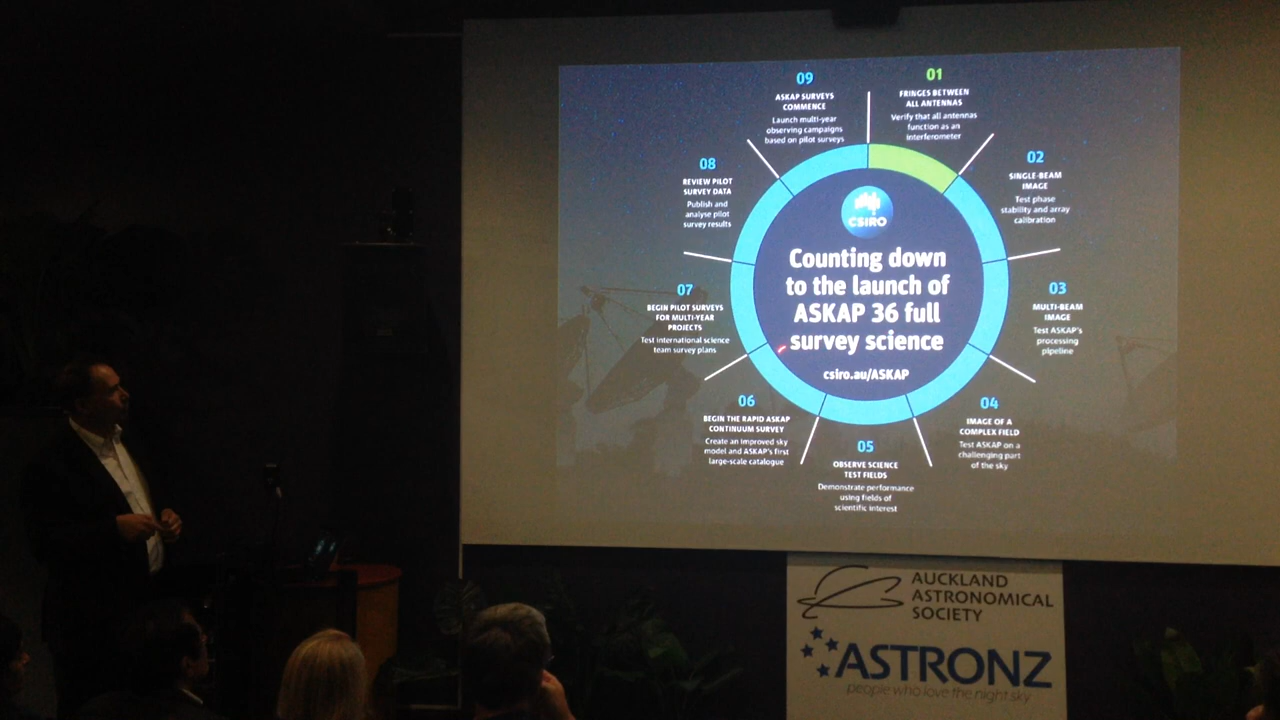 09
ASKAP SURVEYS
COMMENCE
Launch multi-year
observing campaigns
based on pilot surveys
01
FRINGES BETWEEN
ALL ANTENNAS
Verify that all antennas
function as an
interferometer
08
REVIEW PILOT
SURVEY DATA
Publish and
analyse pilot
survey results
02
SINGLE-BEAM
IMAGE
Test phase
stability and array
calibration
CSIRO
Counting down
to the launch of
ASKAP 36 full
survey science
csiro.au/ASKAP
07
BEGIN PILOT SURVEYS
FOR MULTI-YEAR
PROJECTS
Test international science
team survey plans
03
MULTI-BEAM
IMAGE
Test ASKAP's
processing
pipeline
06
BEGIN THE RAPID ASKAP
CONTINUUM SURVEY
Create an improved sky
model and ASKAP's first
large-scale catalogue
04
IMAGE OF A
COMPLEX FIELD
Test ASKAP on a
challenging part
of the sky
05
OBSERVE SCIENCE
TEST FIELDS
Demonstrate performance
using fields of
scientific interest
AUCKLAND
ASTRONOMICAL
SOCIETY
ASTRONZ
people who love the night sky